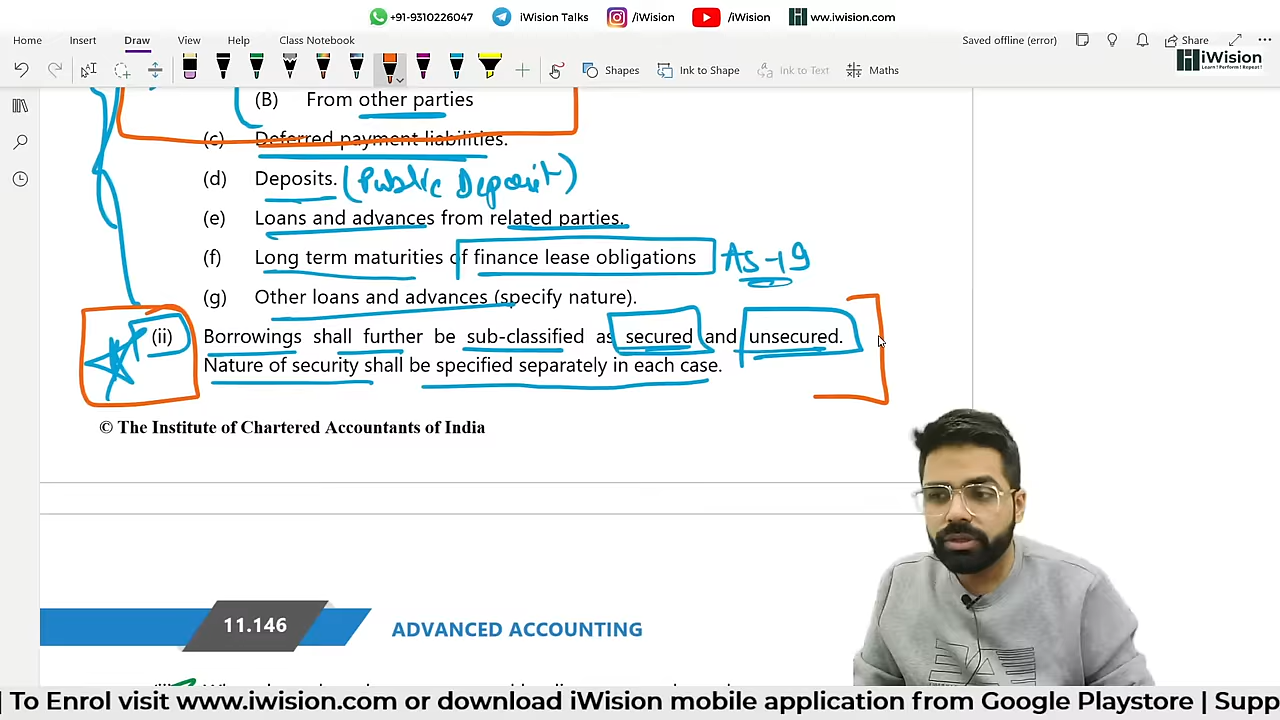 +91-9310226047 iWision Talks /iWision /iWision www.iwision.com
Home Insert Draw View Help Class Notebook Saved offline (error) Share
Shapes Ink to Shape Ink to Text Maths
iWision
Learn ! Perform ! Repeat !
(B) From other parties
(c) Deferred payment liabilities.
(d) Deposits. (Public Deposit)
(e) Loans and advances from related parties.
(f) Long term maturities of finance lease obligations AS-19
(g) Other loans and advances (specify nature).
(ii) Borrowings shall further be sub-classified as secured and unsecured.
Nature of security shall be specified separately in each case.
© The Institute of Chartered Accountants of India
11.146 ADVANCED ACCOUNTING
| To Enrol visit www.iwision.com or download iWision mobile application from Google Playstore | Supp